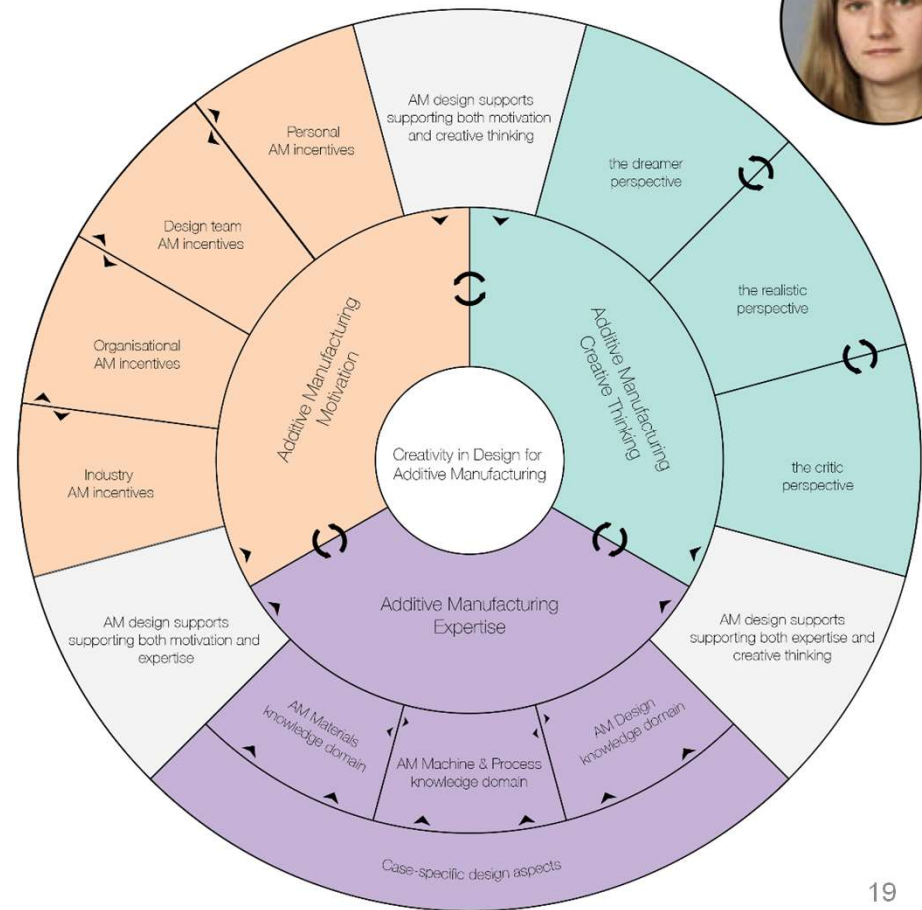 AM design supports
supporting both motivation
and creative thinking
Personal
AM incentives
the dreamer
perspective
Design team
AM incentives
the realistic
perspective
Organisational
AM incentives
Additive Manufacturing
Motivation
Additive Manufacturing
Creative Thinking
Creativity in Design for
Additive Manufacturing
Industry
AM incentives
the critic
perspective
Additive Manufacturing
Expertise
AM design supports
supporting both motivation and
expertise
AM design supports
supporting both expertise and
creative thinking
AM Materials
knowledge domain
AM Machine & Process
knowledge domain
AM Design
knowledge domain
Case-specific design aspects
19